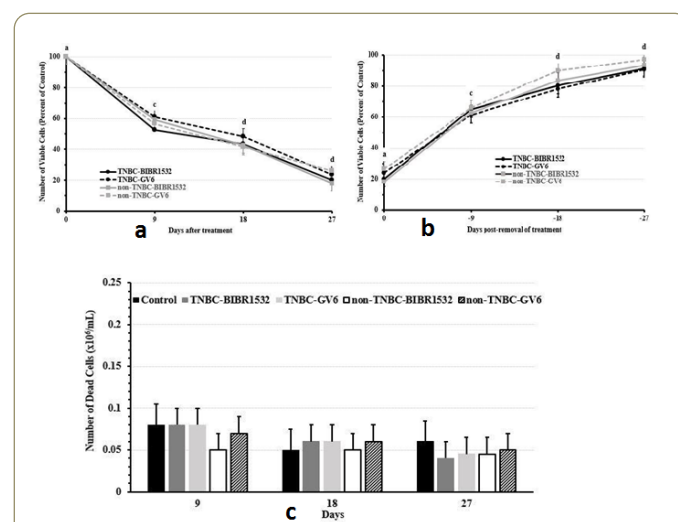 a
100
80
60
40
20
0
c
d
d
TNBC-BIBR1532
TNBC-GV6
non-TNBC-BIBR1532
non-TNBC-GV6
0
9
18
27
a
Days after treatment
Number of Viable Cells (Percent of Control)
100
80
60
40
20
0
a
c
c
d
d
TNBC-BIBR1532
TNBC-GV6
non-TNBC-BIBR1532
non-TNBC-GV6
0
-9
-18
-27
b
Days post-removal of treatment
Number of Viable Cells (Percent of Control)
0.25
0.2
0.15
0.1
0.05
0
Control TNBC-BIBR1532 TNBC-GV6 non-TNBC-BIBR1532 non-TNBC-GV6
Number of Dead Cells (x10⁶/mL)
9
18
27
c
Days